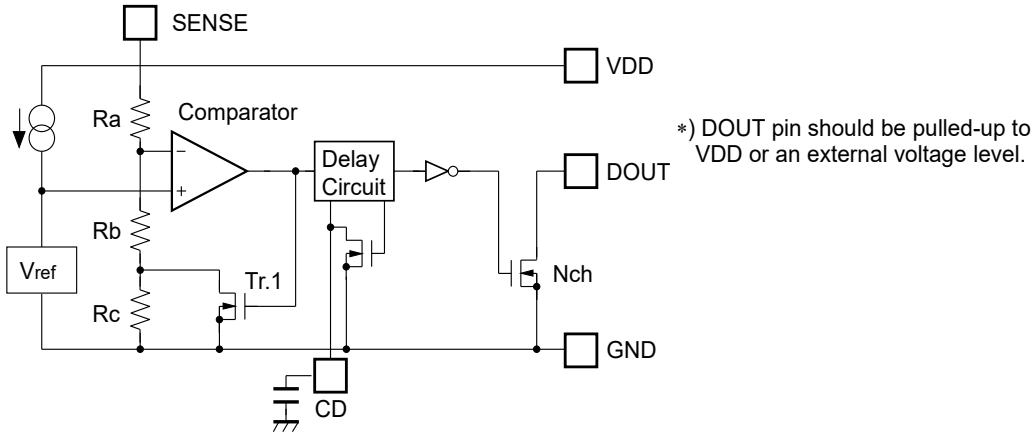 SENSE
VDD
Ra
Comparator
*) DOUT pin should be pulled-up to
VDD or an external voltage level.
−
Delay
Circuit
DOUT
+
Rb
Vref
Tr.1
Nch
Rc
GND
CD